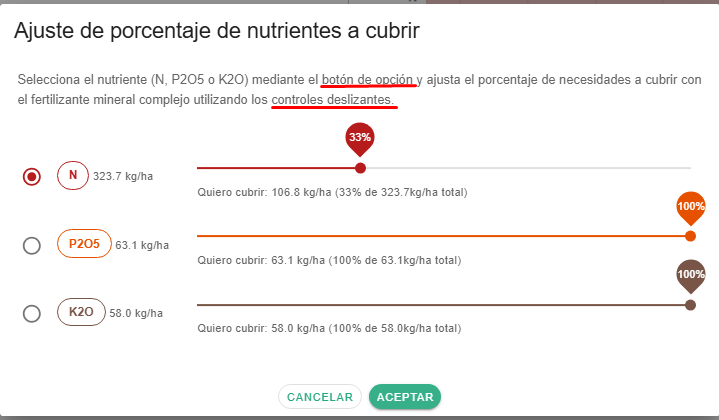 Ajuste de porcentaje de nutrientes a cubrir
Selecciona el nutriente (N, P2O5 o K2O) mediante el botón de opción y ajusta el porcentaje de necesidades a cubrir con
el fertilizante mineral complejo utilizando los controles deslizantes.
33%
N 323.7 kg/ha
Quiero cubrir: 106.8 kg/ha (33% de 323.7kg/ha total)
100%
P2O5 63.1 kg/ha
Quiero cubrir: 63.1 kg/ha (100% de 63.1kg/ha total)
100%
K2O 58.0 kg/ha
Quiero cubrir: 58.0 kg/ha (100% de 58.0kg/ha total)
CANCELAR ACEPTAR